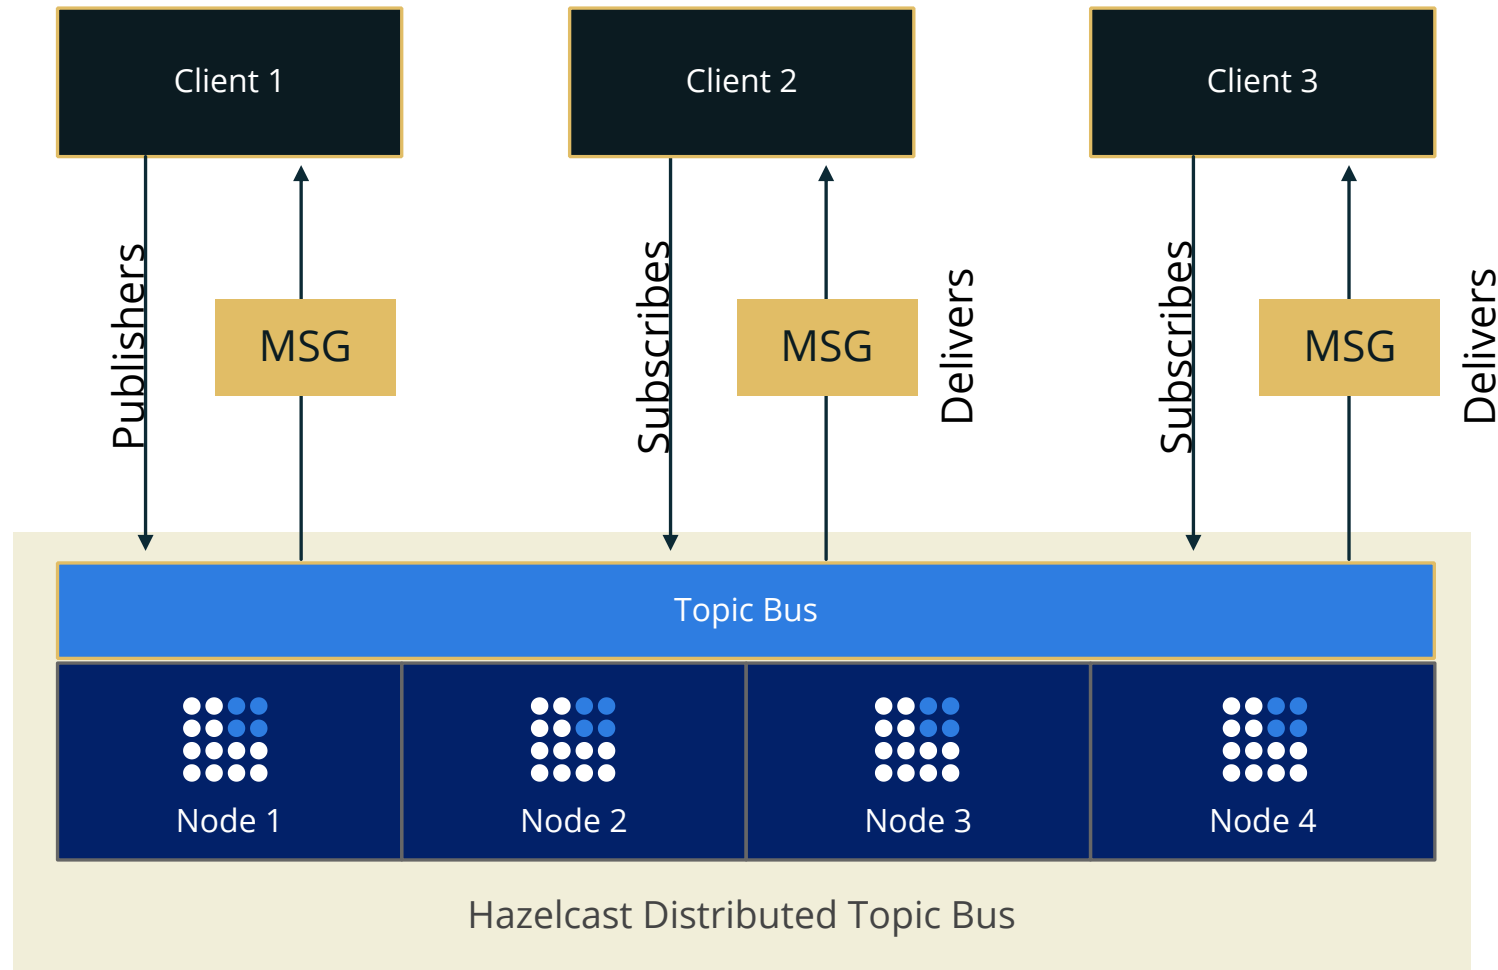 Client 1
Client 2
Client 3
Publishers
MSG
Subscribes
MSG
Delivers
Subscribes
MSG
Delivers
Topic Bus
Node 1
Node 2
Node 3
Node 4
Hazelcast Distributed Topic Bus